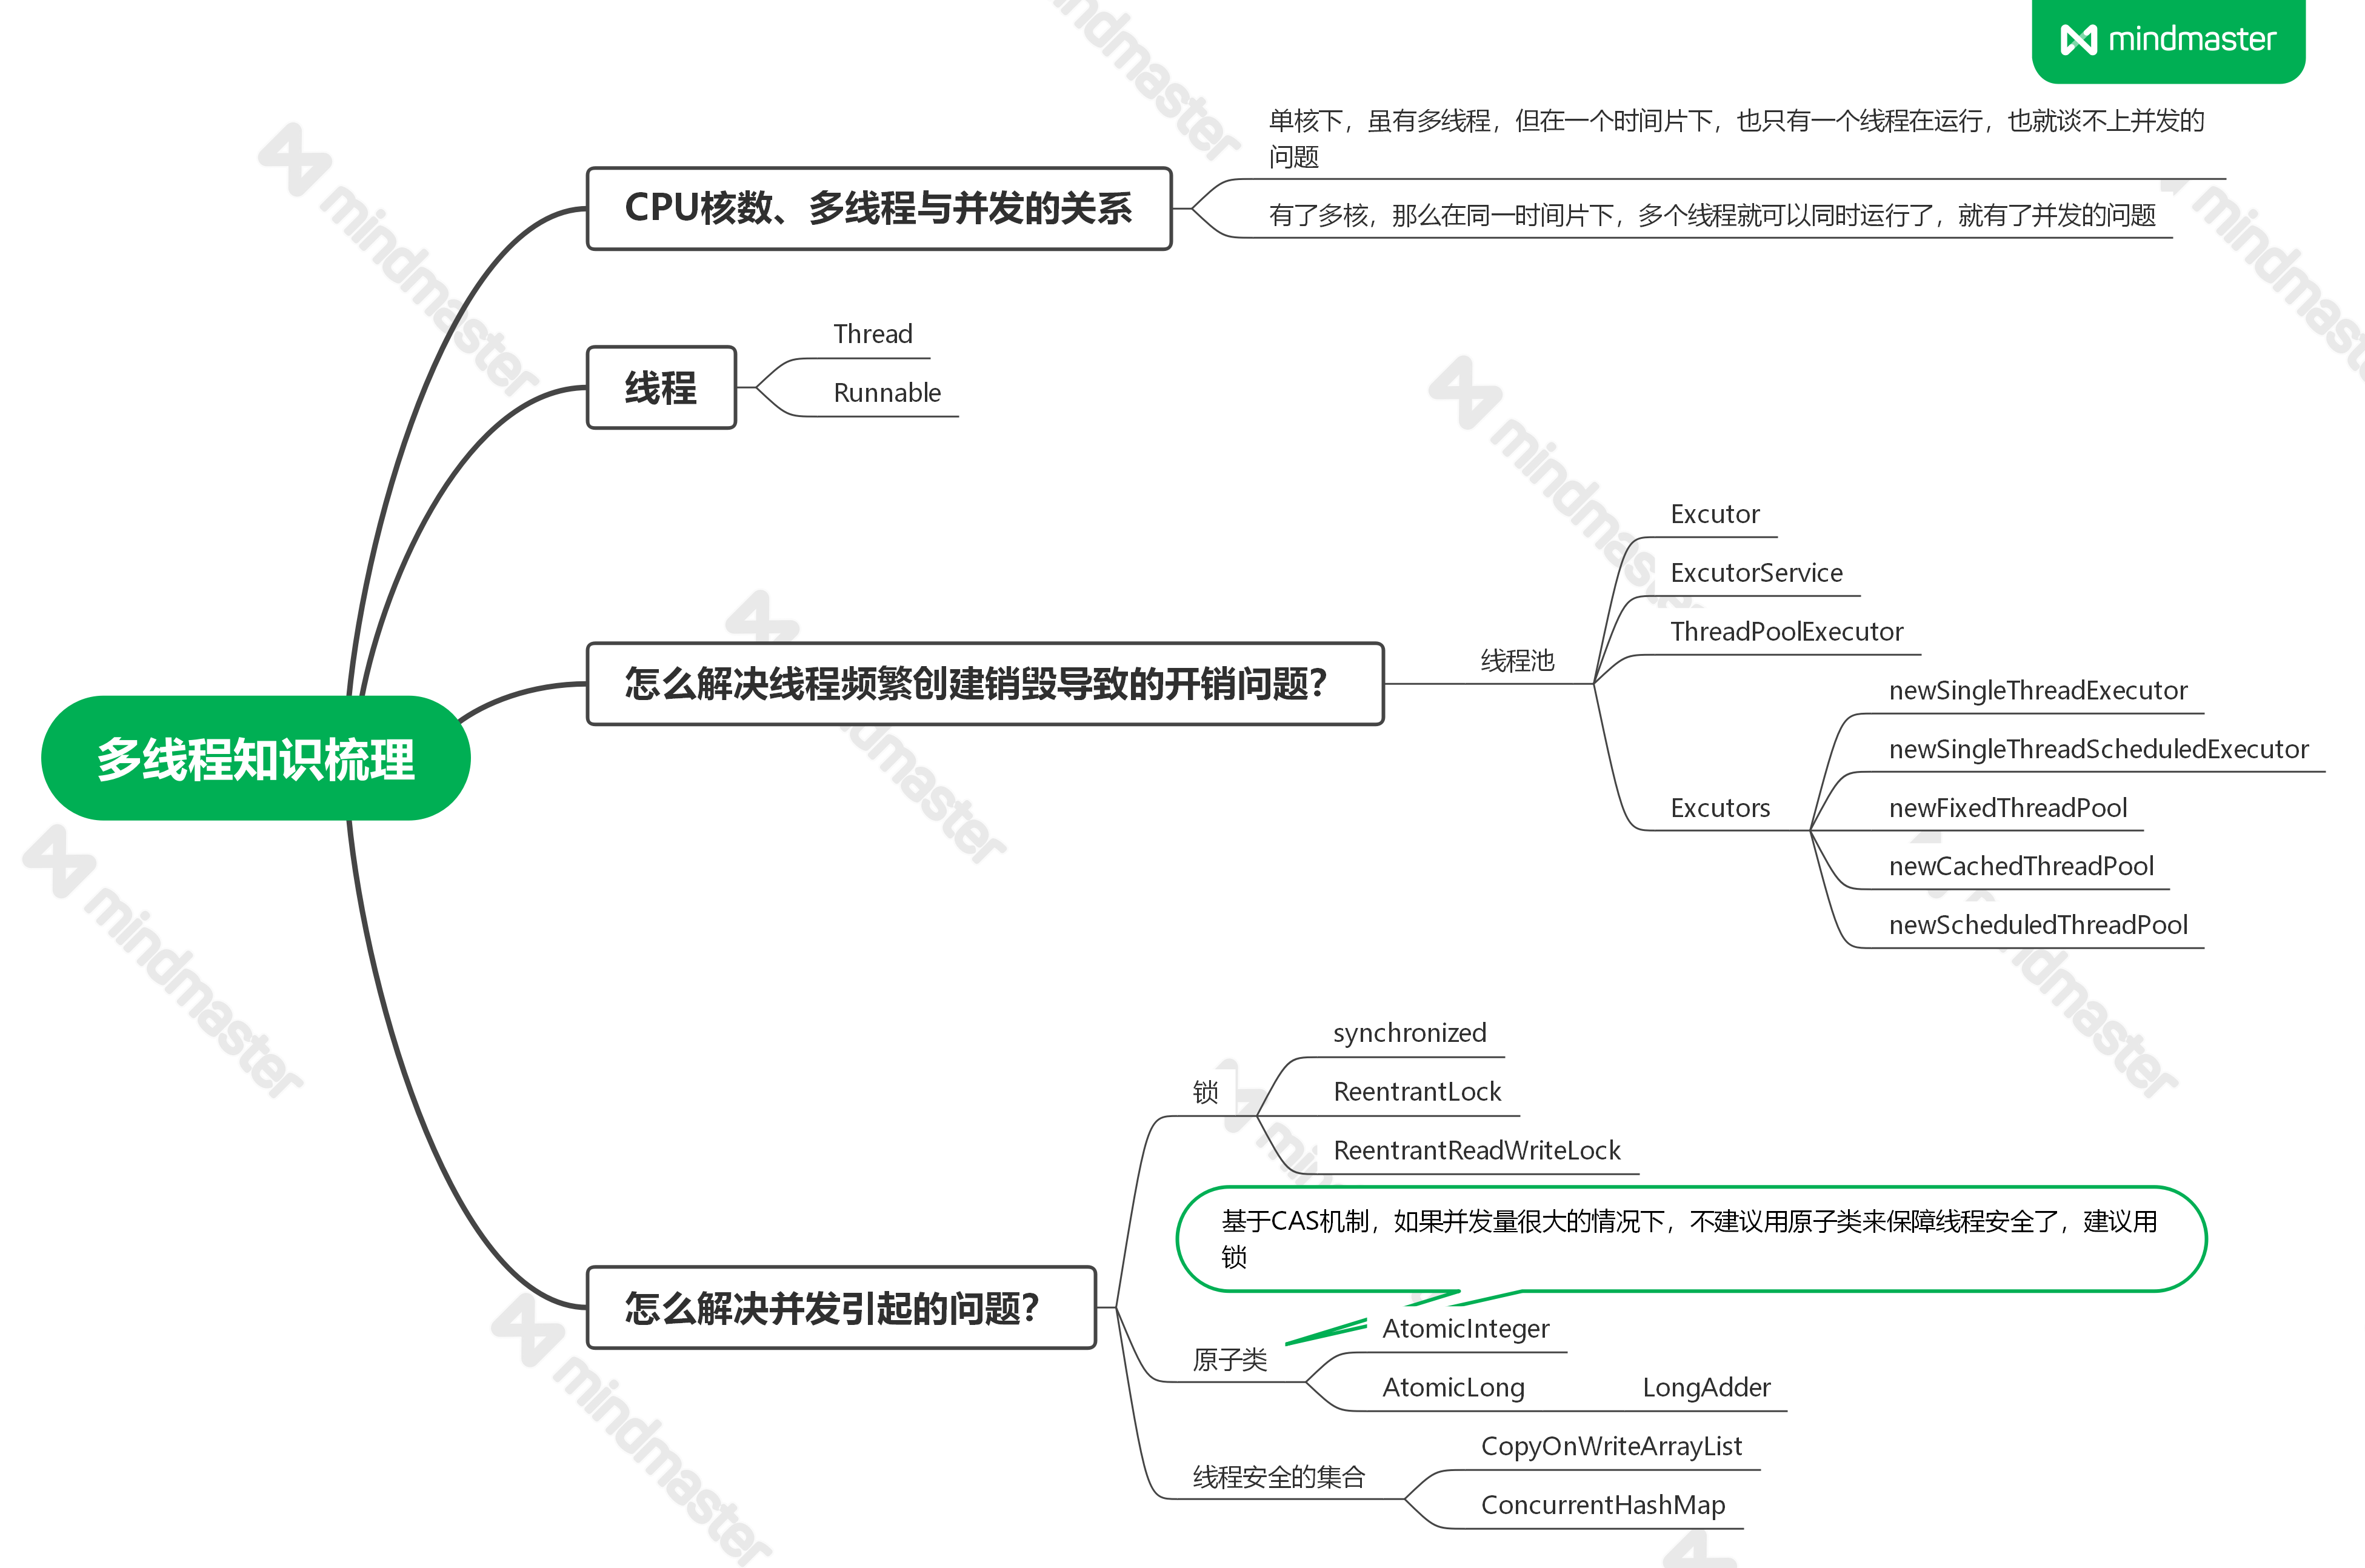 mindmaster
单核下，虽有多线程，但在一个时间片下，也只有一个线程在运行，也就谈不上并发的
问题
CPU核数、多线程与并发的关系
有了多核，那么在同一时间片下，多个线程就可以同时运行了，就有了并发的问题
线程
Thread
Runnable
多线程知识梳理
怎么解决线程频繁创建销毁导致的开销问题?
线程池
Excutor
ExcutorService
ThreadPoolExecutor
Excutors
newSingleThreadExecutor
newSingleThreadScheduledExecutor
newFixedThreadPool
newCachedThreadPool
newScheduledThreadPool
怎么解决并发引起的问题?
锁
synchronized
ReentrantLock
ReentrantReadWriteLock
基于CAS机制，如果并发量很大的情况下，不建议用原子类来保障线程安全了，建议用
锁
原子类
AtomicInteger
AtomicLong
LongAdder
线程安全的集合
CopyOnWriteArrayList
ConcurrentHashMap
mindmaster
mindmaster
mindmaster
mindmaster
mindmaster
mindmaster